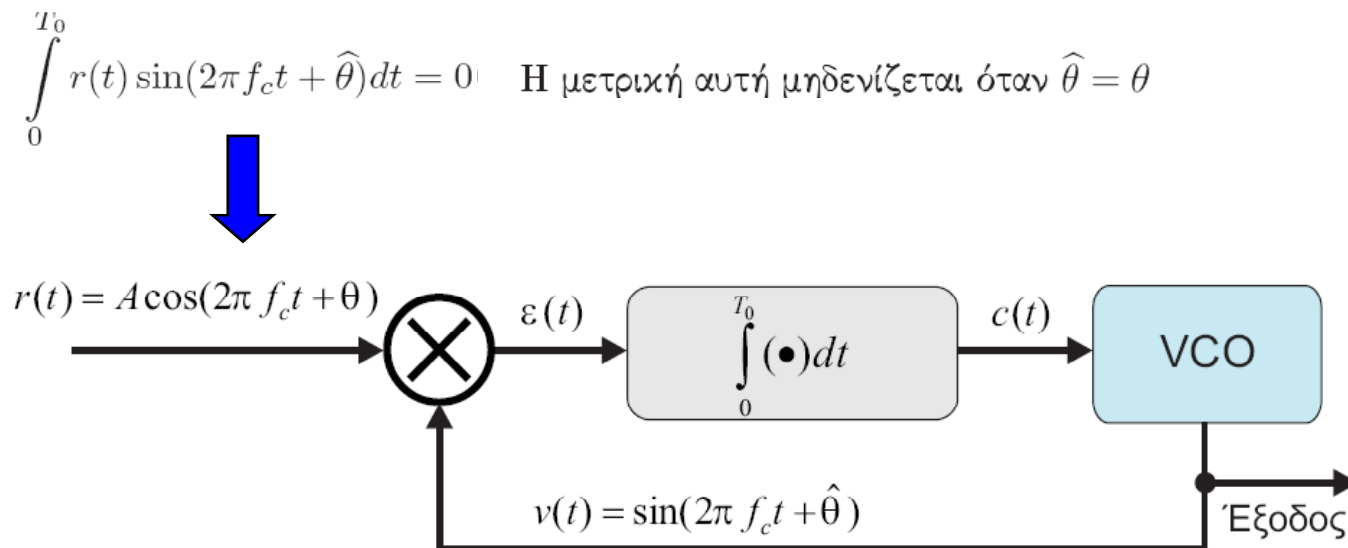 ∫₀^{T₀} r(t) sin(2πf_c t + θ̂)dt = 0 Η μετρική αυτή μηδενίζεται όταν θ̂ = θ
r(t) = A cos(2π f_c t + θ)
ε(t)
∫₀^{T₀} (•)dt
c(t)
VCO
v(t) = sin(2π f_c t + θ̂)
Έξοδος